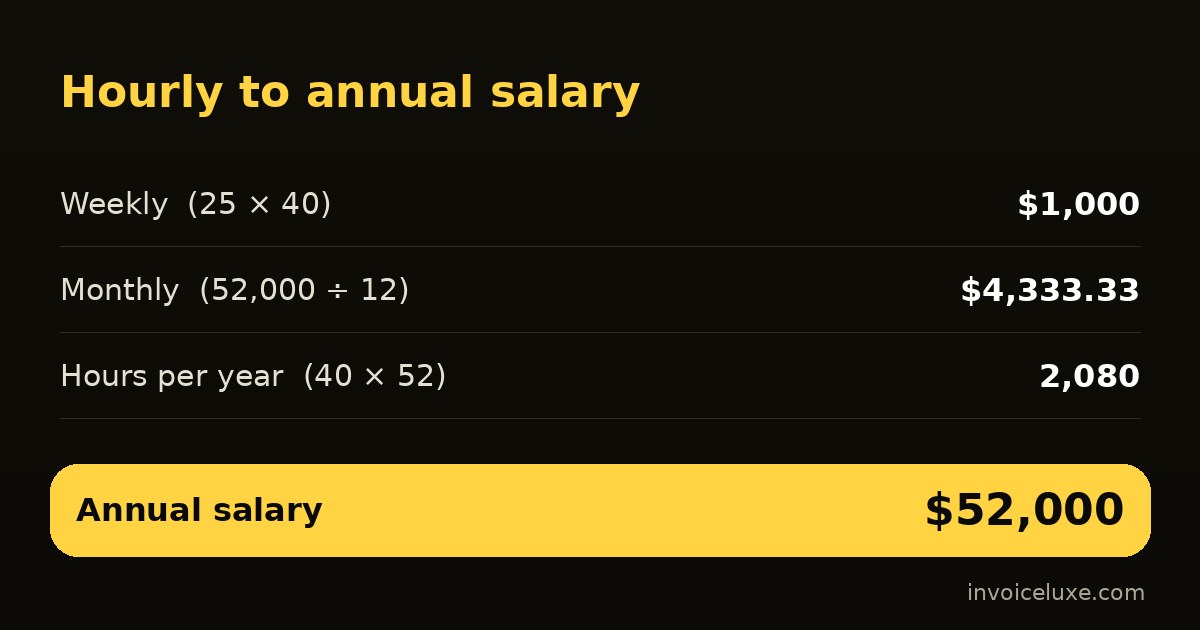 Hourly to annual salary
Weekly (25 × 40) $1,000
Monthly (52,000 ÷ 12) $4,333.33
Hours per year (40 × 52) 2,080
Annual salary $52,000
invoiceluxe.com